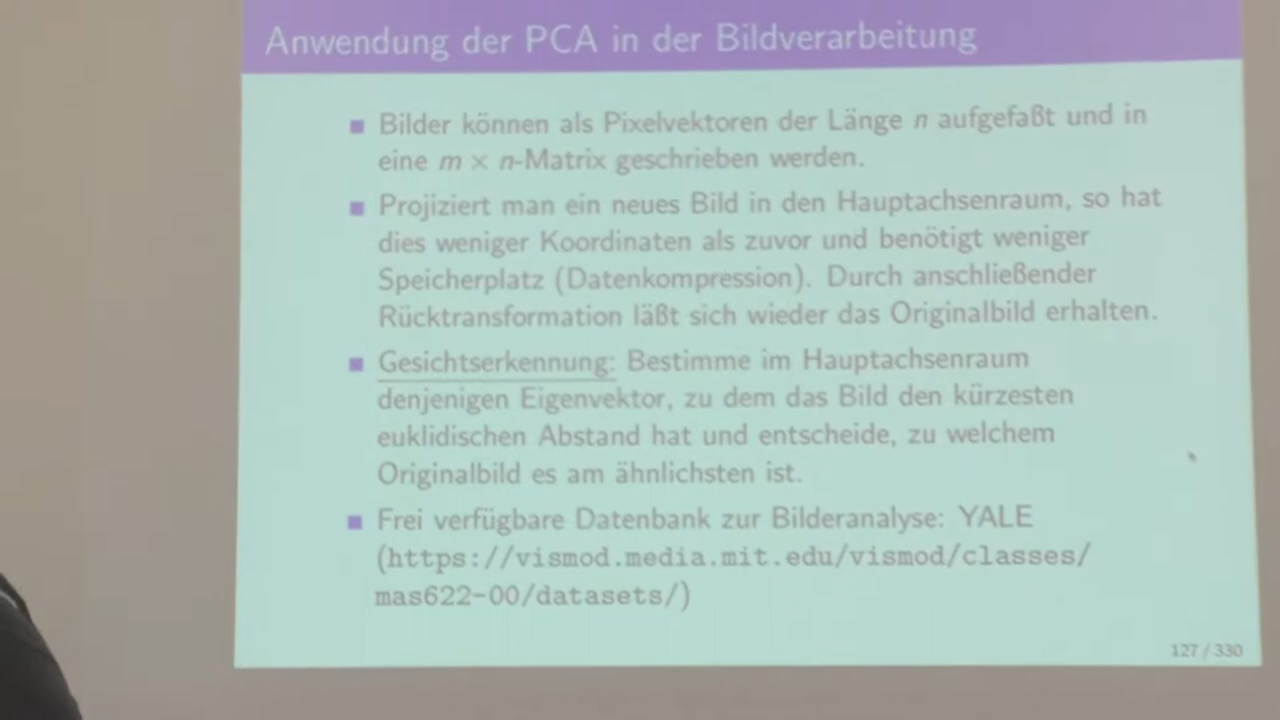 Anwendung der PCA in der Bildverarbeitung
Bilder können als Pixelvektoren der Länge n aufgefaßt und in
eine m × n-Matrix geschrieben werden.
Projiziert man ein neues Bild in den Hauptachsenraum, so hat
dies weniger Koordinaten als zuvor und benötigt weniger
Speicherplatz (Datenkompression). Durch anschließender
Rücktransformation läßt sich wieder das Originalbild erhalten.
Gesichtserkennung: Bestimme im Hauptachsenraum
denjenigen Eigenvektor, zu dem das Bild den kürzesten
euklidischen Abstand hat und entscheide, zu welchem
Originalbild es am ähnlichsten ist.
Frei verfügbare Datenbank zur Bilderanalyse: YALE
(https://vismod.media.mit.edu/vismod/classes/
mas622-00/datasets/)
127 / 330